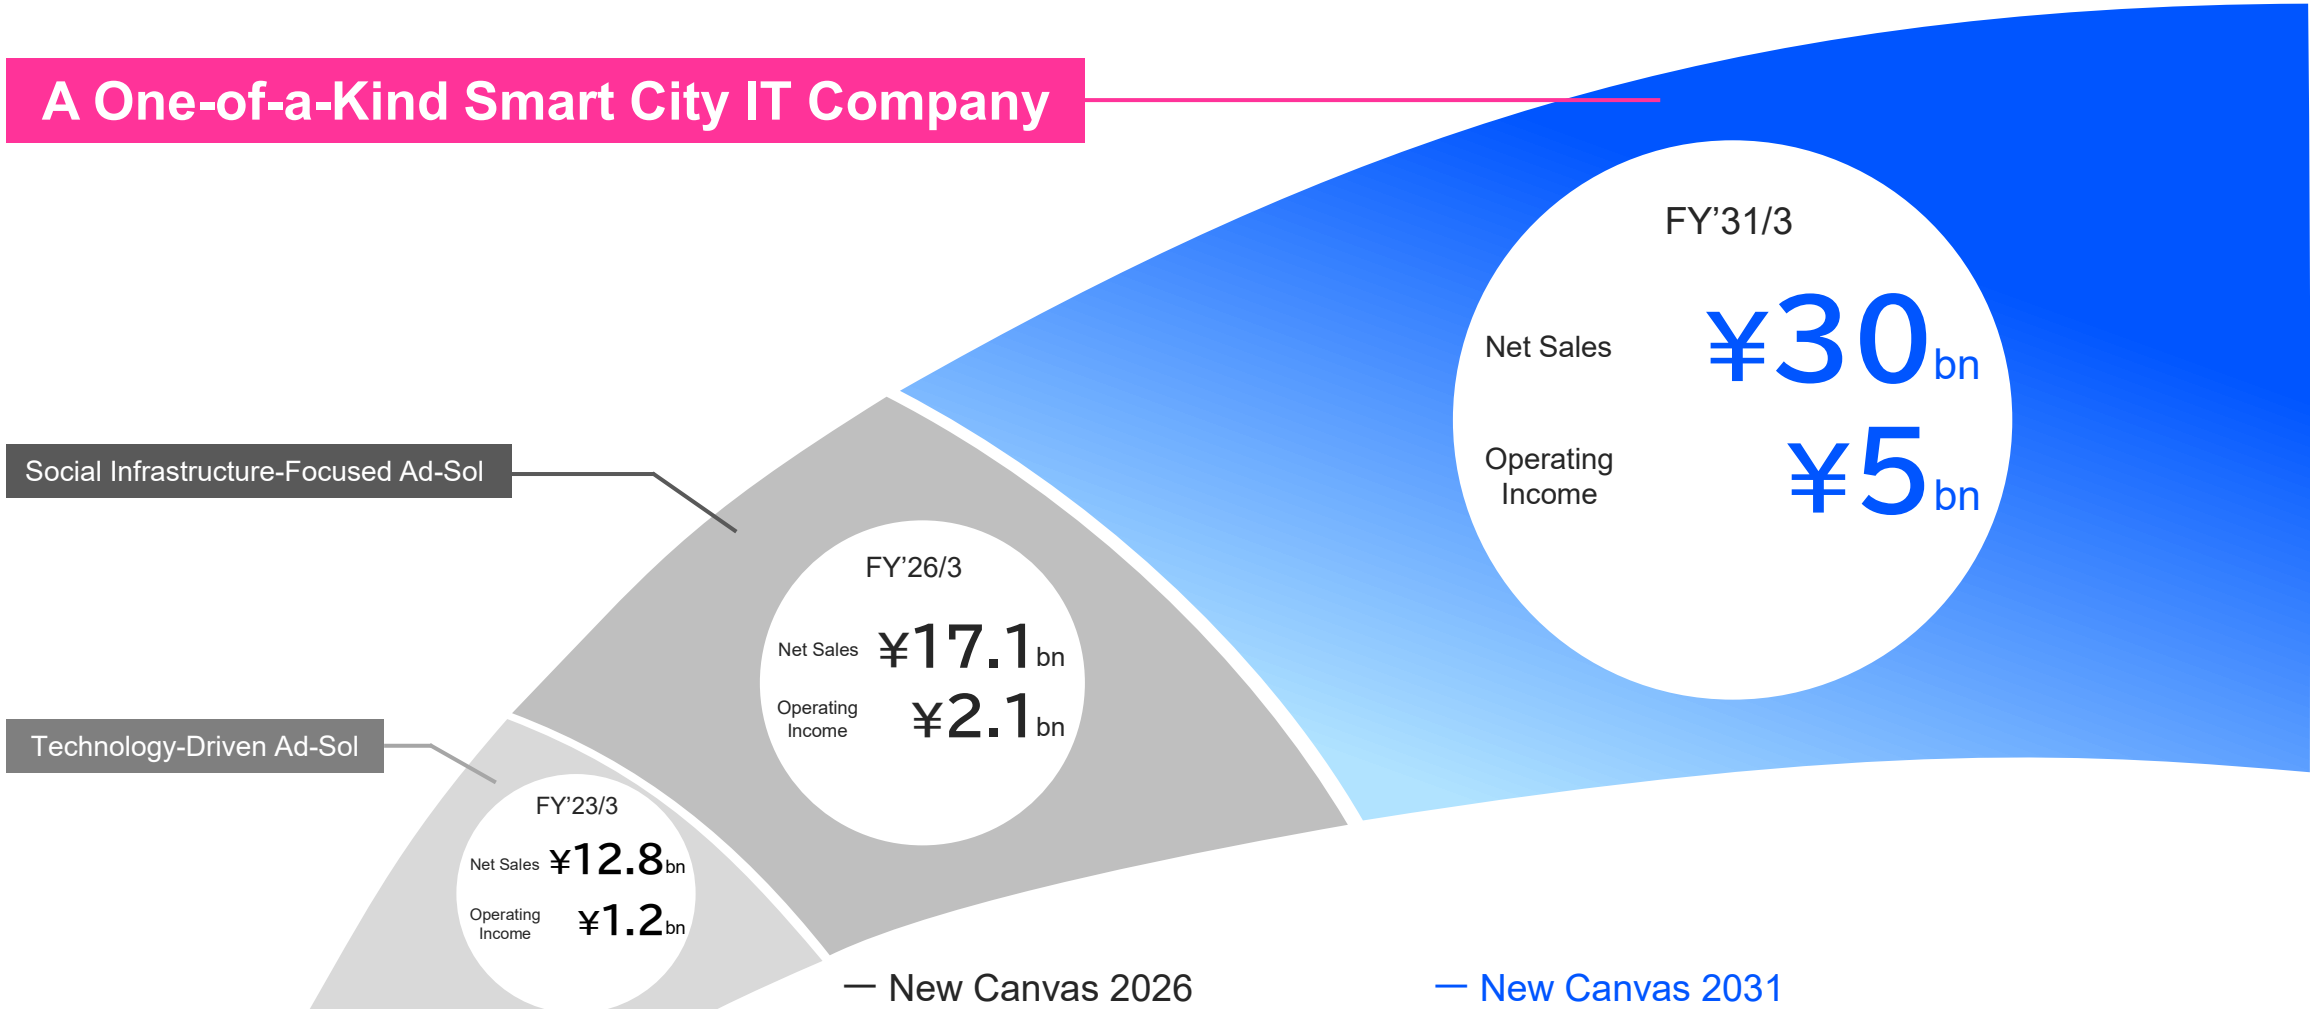 A One-of-a-Kind Smart City IT Company
FY’31/3
Net Sales ¥30bn
Operating
Income ¥5bn
Social Infrastructure-Focused Ad-Sol
FY’26/3
Net Sales ¥17.1bn
Operating
Income ¥2.1bn
Technology-Driven Ad-Sol
FY’23/3
Net Sales ¥12.8bn
Operating
Income ¥1.2bn
— New Canvas 2026
— New Canvas 2031